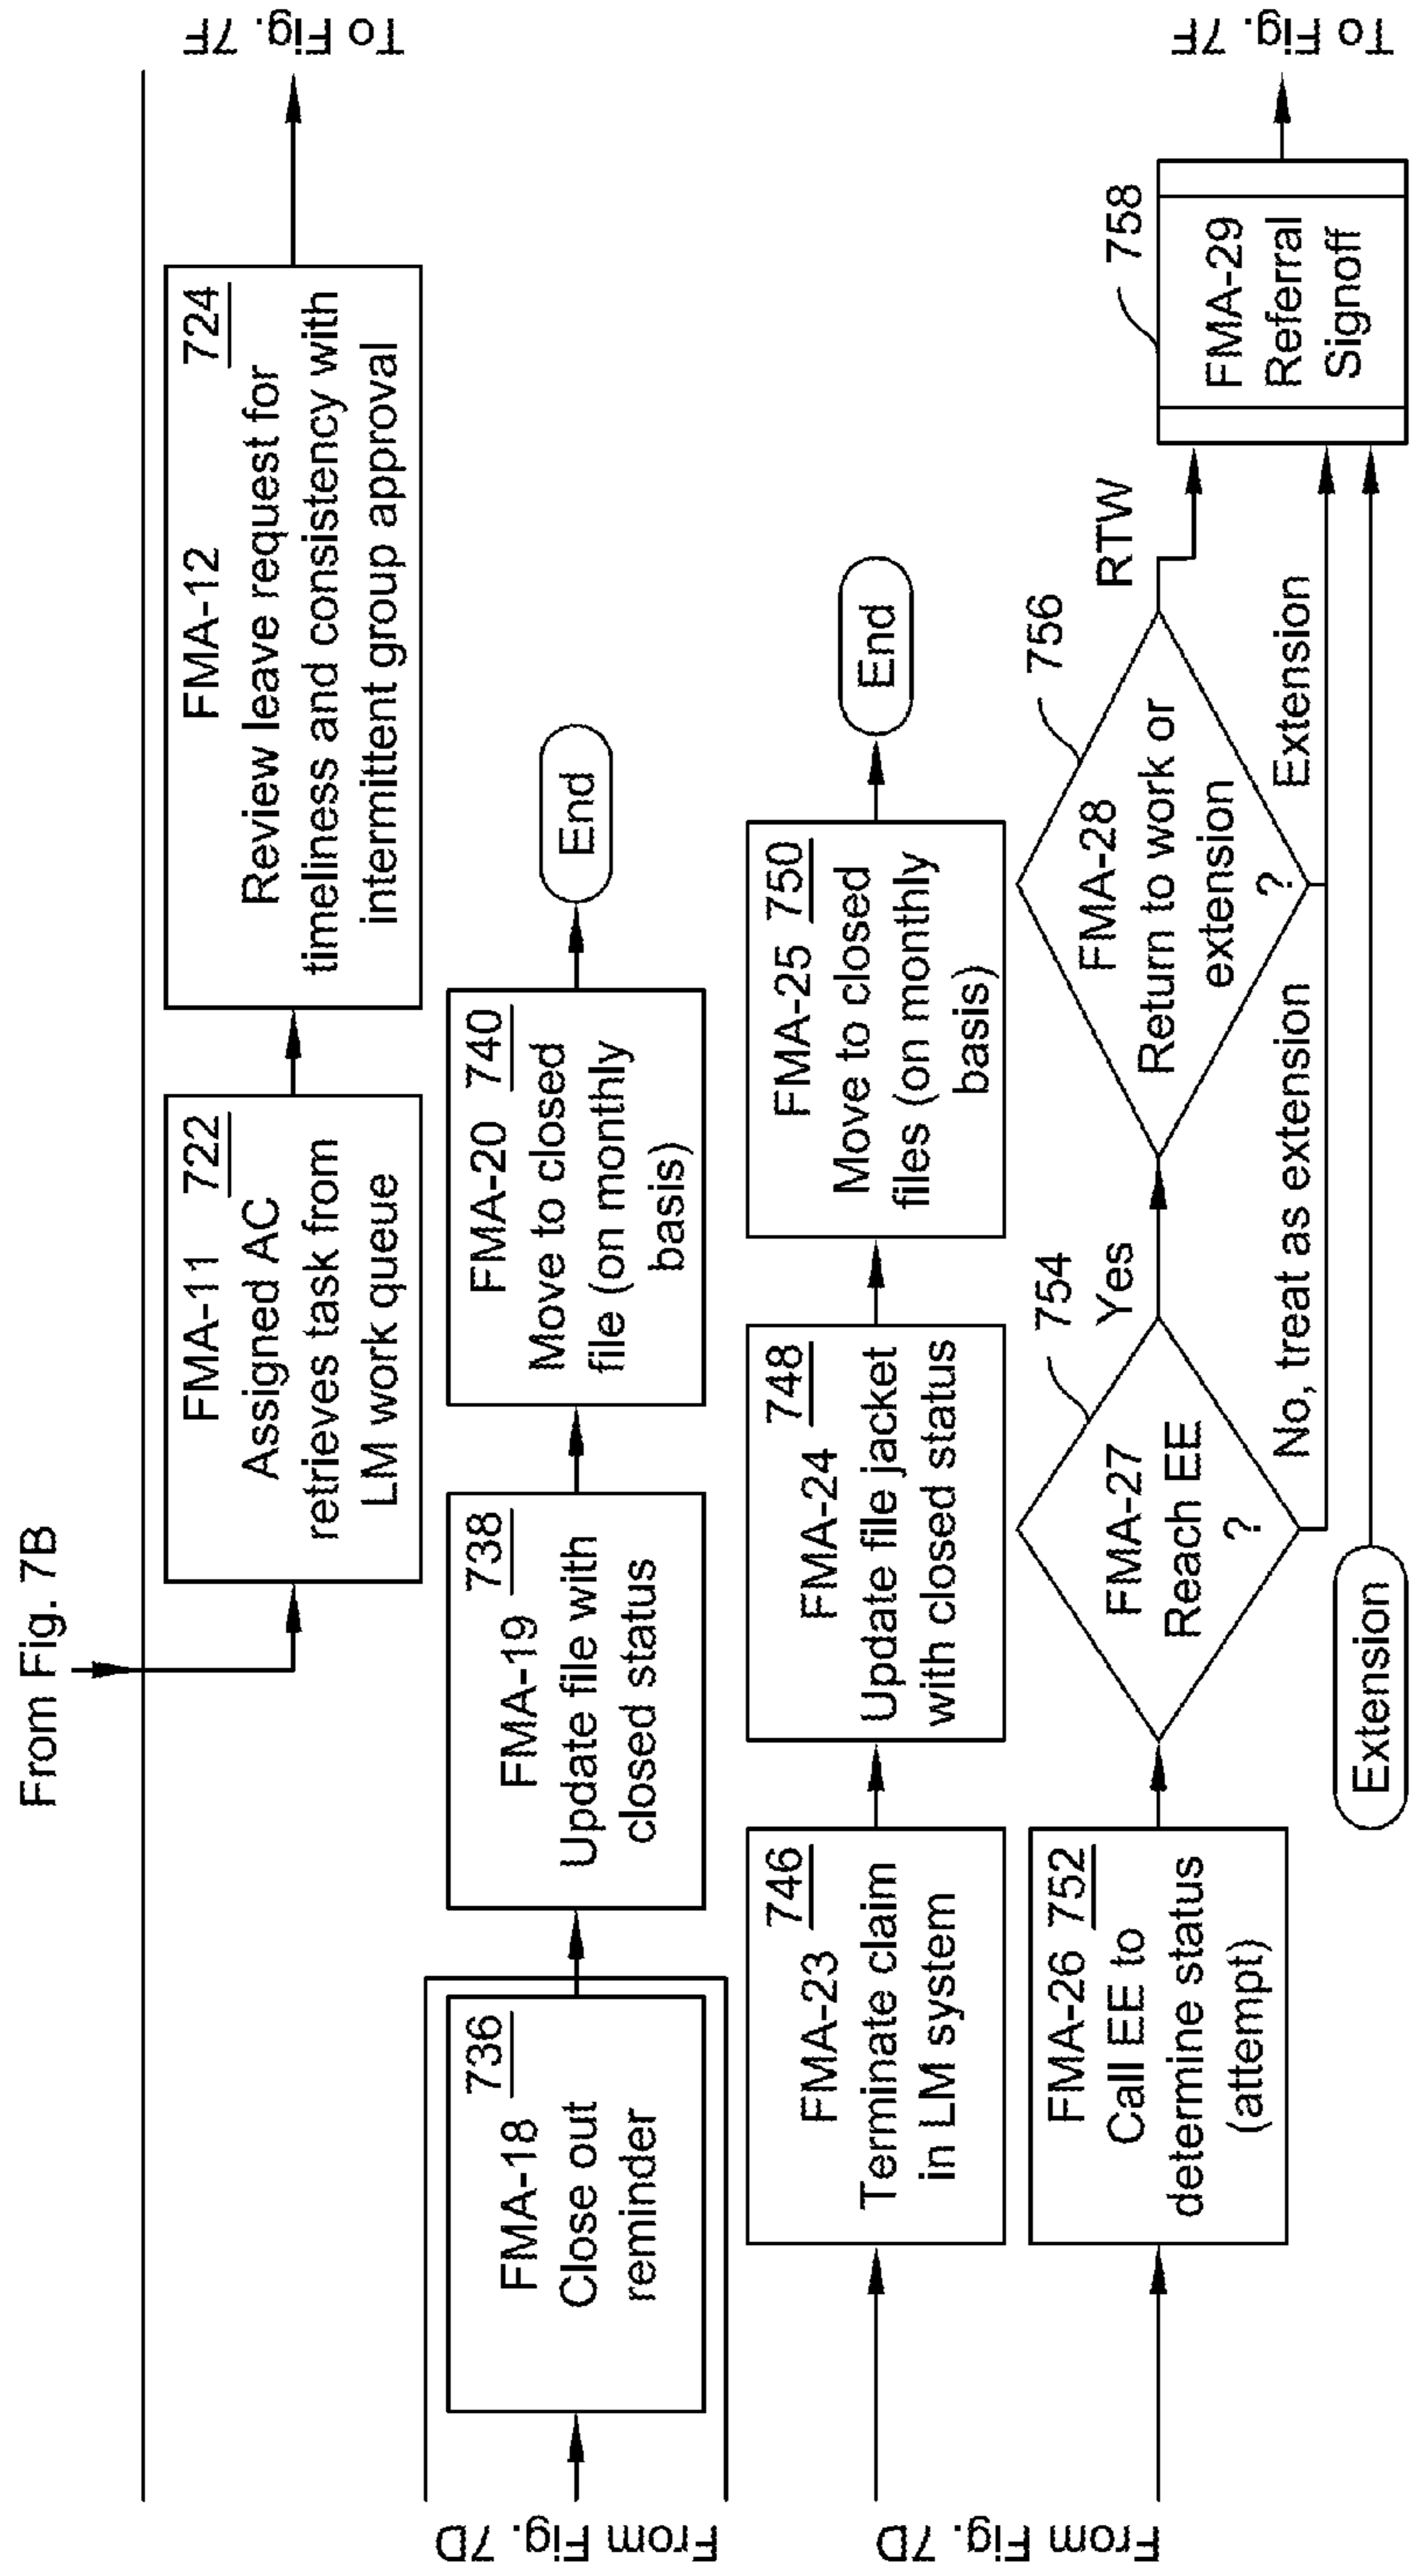 From Fig. 7B
FMA-11 722
Assigned AC
retrieves task from
LM work queue
FMA-12 724
Review leave request for
timeliness and consistency with
intermittent group approval
To Fig. 7F
From Fig. 7D
FMA-18 736
Close out
reminder
FMA-19 738
Update file with
closed status
FMA-20 740
Move to closed
file (on monthly
basis)
End
From Fig. 7D
FMA-23 746
Terminate claim
in LM system
FMA-24 748
Update file jacket
with closed status
FMA-25 750
Move to closed
files (on monthly
basis)
End
FMA-26 752
Call EE to
determine status
(attempt)
754
FMA-27
Reach EE
?
Yes
No, treat as extension
756
FMA-28
Return to work or
extension
?
RTW
Extension
Extension
758
FMA-29
Referral
Signoff
To Fig. 7F